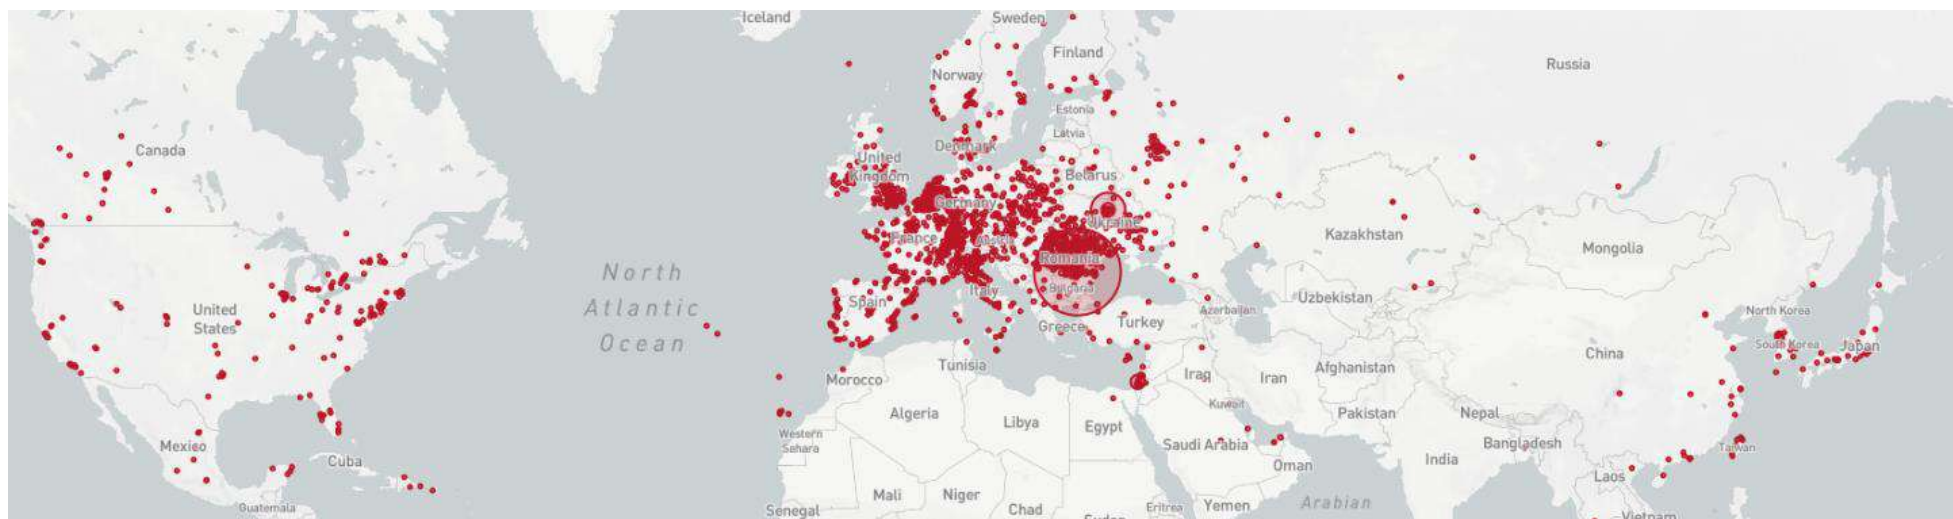 Iceland
Sweden
Finland
Norway
Russia
Estonia
Latvia
Denmark
Canada
United
Kingdom
Belarus
Germany
Ukraine
France
Austria
Kazakhstan
Mongolia
Romania
North
Atlantic
Ocean
Bulgaria
Italy
Spain
Uzbekistan
United
States
Azerbaijan
North Korea
Greece
Turkey
South Korea
Japan
China
Tunisia
Afghanistan
Morocco
Iraq
Iran
Kuwait
Algeria
Pakistan
Nepal
Libya
Egypt
Western
Sahara
Saudi Arabia
Bangladesh
Taiwan
Mexico
Cuba
India
Oman
Laos
Mali
Niger
Chad
Yemen
Arabian
Guatemala
Senegal
Eritrea
Sudan
Vietnam